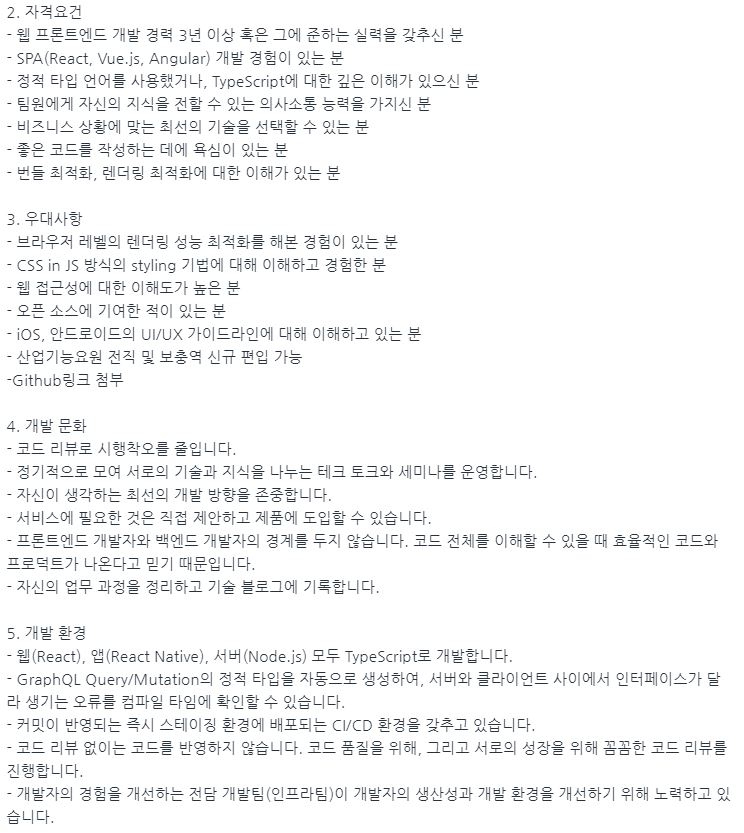 2. 자격요건
- 웹 프론트엔드 개발 경력 3년 이상 혹은 그에 준하는 실력을 갖추신 분
- SPA(React, Vue.js, Angular) 개발 경험이 있는 분
- 정적 타입 언어를 사용했거나, TypeScript에 대한 깊은 이해가 있으신 분
- 팀원에게 자신의 지식을 전할 수 있는 의사소통 능력을 가지신 분
- 비즈니스 상황에 맞는 최선의 기술을 선택할 수 있는 분
- 좋은 코드를 작성하는 데에 욕심이 있는 분
- 번들 최적화, 렌더링 최적화에 대한 이해가 있는 분
3. 우대사항
- 브라우저 레벨의 렌더링 성능 최적화를 해본 경험이 있는 분
- CSS in JS 방식의 styling 기법에 대해 이해하고 경험한 분
- 웹 접근성에 대한 이해도가 높은 분
- 오픈 소스에 기여한 적이 있는 분
- iOS, 안드로이드의 UI/UX 가이드라인에 대해 이해하고 있는 분
- 산업기능요원 전직 및 보충역 신규 편입 가능
-Github링크 첨부
4. 개발 문화
- 코드 리뷰로 시행착오를 줄입니다.
- 정기적으로 모여 서로의 기술과 지식을 나누는 테크 토크와 세미나를 운영합니다.
- 자신이 생각하는 최선의 개발 방향을 존중합니다.
- 서비스에 필요한 것은 직접 제안하고 제품에 도입할 수 있습니다.
- 프론트엔드 개발자와 백엔드 개발자의 경계를 두지 않습니다. 코드 전체를 이해할 수 있을 때 효율적인 코드와
프로덕트가 나온다고 믿기 때문입니다.
- 자신의 업무 과정을 정리하고 기술 블로그에 기록합니다.
5. 개발 환경
- 웹(React), 앱(React Native), 서버(Node.js) 모두 TypeScript로 개발합니다.
- GraphQL Query/Mutation의 정적 타입을 자동으로 생성하여, 서버와 클라이언트 사이에서 인터페이스가 달
라 생기는 오류를 컴파일 타임에 확인할 수 있습니다.
- 커밋이 반영되는 즉시 스테이징 환경에 배포되는 CI/CD 환경을 갖추고 있습니다.
- 코드 리뷰 없이는 코드를 반영하지 않습니다. 코드 품질을 위해, 그리고 서로의 성장을 위해 꼼꼼한 코드 리뷰를
진행합니다.
- 개발자의 경험을 개선하는 전담 개발팀(인프라팀)이 개발자의 생산성과 개발 환경을 개선하기 위해 노력하고 있
습니다.